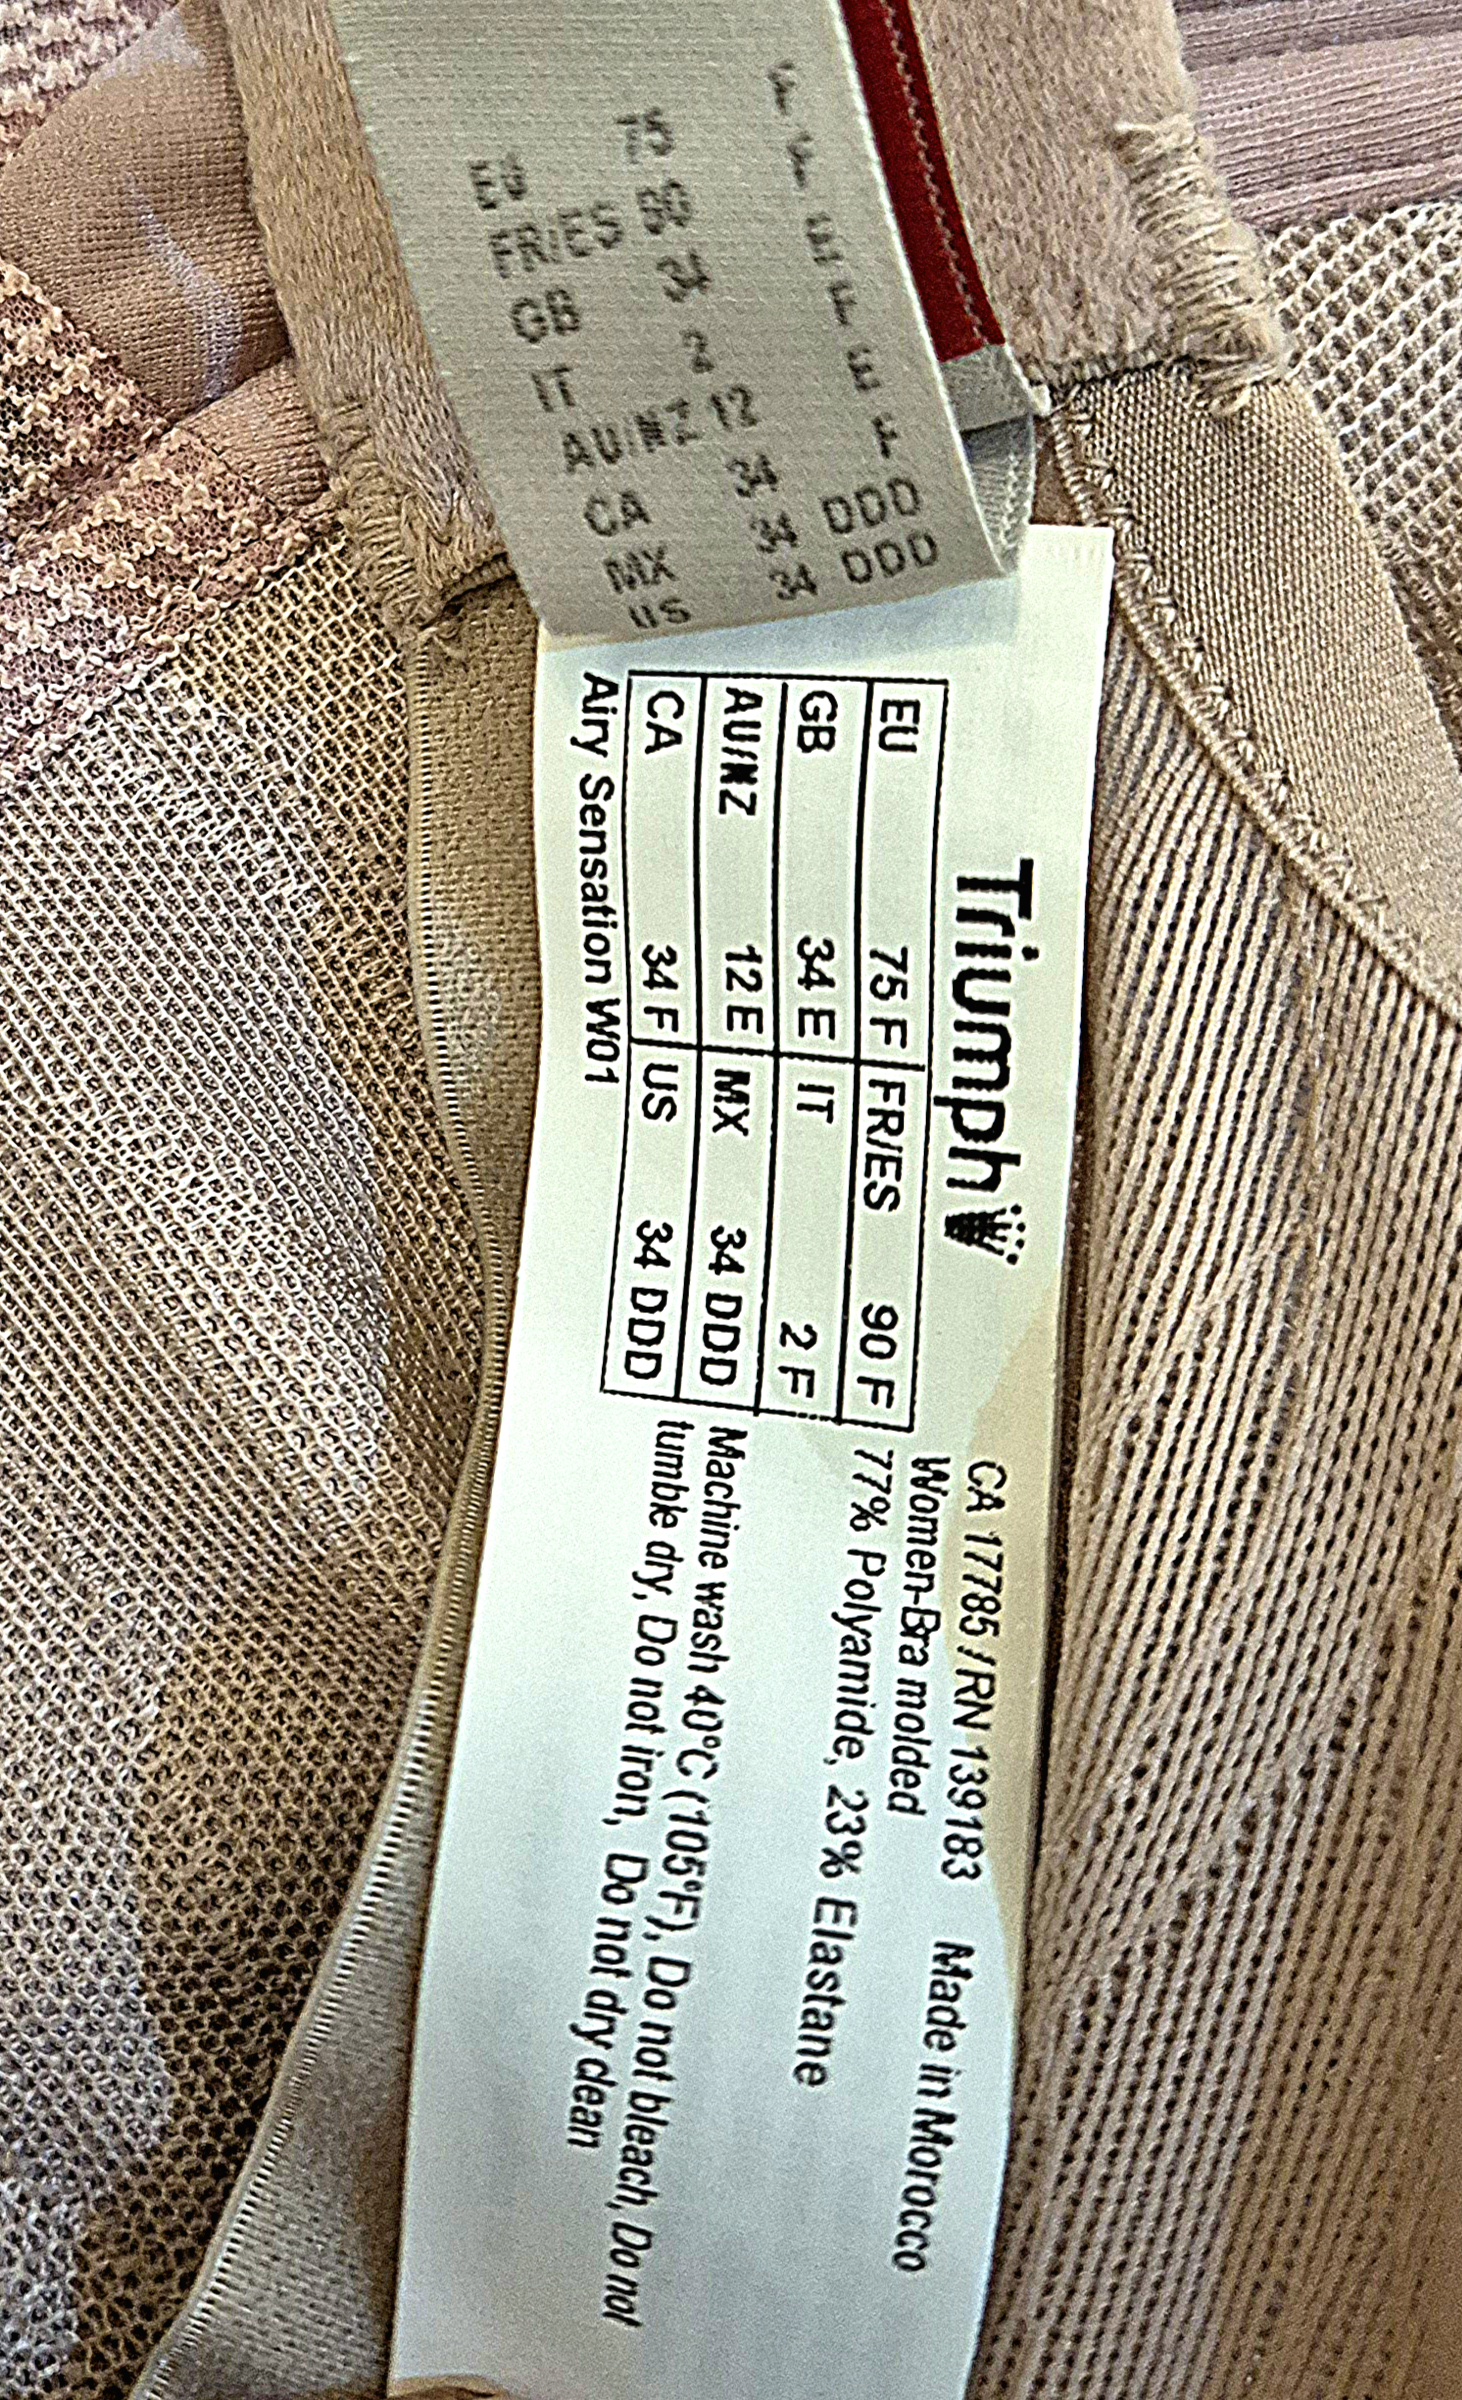 EU 75 F
FR/ES 90 F
GB 34 E
IT 2 F
AU/NZ 12 E
CA 34 F
MX 34 DDD
US 34 DDD
Triumph
EU 75 F FR/ES 90 F
GB 34 E IT 2 F
AU/NZ 12 E MX 34 DDD
CA 34 F US 34 DDD
Airy Sensation W01
CA 17785 / RN 139183 Made in Morocco
Women-Bra molded
77% Polyamide, 23% Elastane
Machine wash 40°C (105°F), Do not bleach, Do not
tumble dry, Do not iron, Do not dry clean